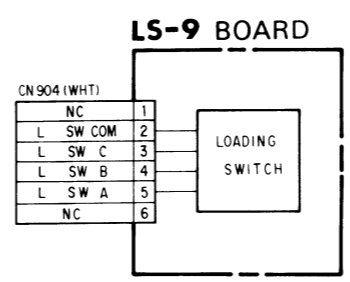 LS-9 BOARD
CN904 (WHT)
NC 1
L SW COM 2
L SW C 3
L SW B 4
L SW A 5
NC 6
LOADING
SWITCH